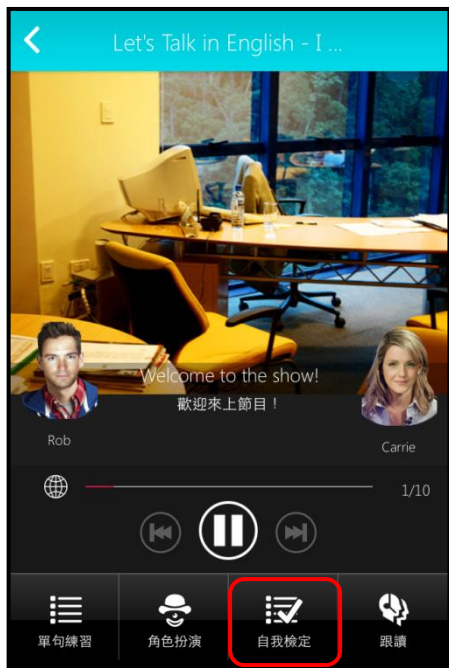 Let's Talk in English - I ...
Welcome to the show!
歡迎來上節目！
Rob
Carrie
1/10
單句練習
角色扮演
自我檢定
跟讀